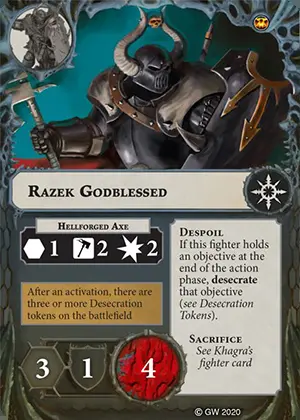 RAZEK GODBLESSED
HELLFORGED AXE
1 2 2
After an activation, there are
three or more Desecration
tokens on the battlefield
DESPOIL
If this fighter holds
an objective at the
end of the action
phase, desecrate
that objective
(see Desecration
Tokens).
SACRIFICE
See Khagra's
fighter card
3 1 4
© GW 2020